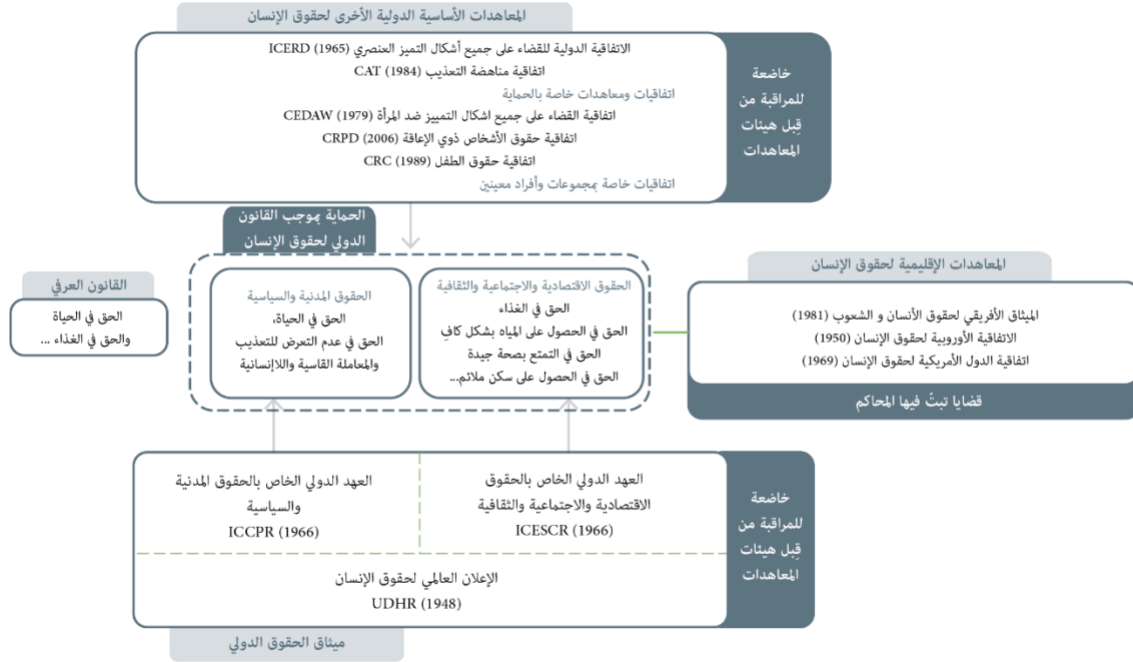 المعاهدات الأساسية الدولية الأخرى لحقوق الإنسان
خاضعة
للمراقبة من
قِبل هيئات
المعاهدات
الاتفاقية الدولية للقضاء على جميع أشكال التميز العنصري ICERD (1965)
اتفاقية مناهضة التعذيب CAT (1984)
اتفاقيات ومعاهدات خاصة بالحماية
اتفاقية القضاء على جميع اشكال التمييز ضد المرأة CEDAW (1979)
اتفاقية حقوق الأشخاص ذوي الإعاقة CRPD (2006)
اتفاقية حقوق الطفل CRC (1989)
اتفاقيات خاصة بمجموعات وأفراد معينين
الحماية بموجب القانون
الدولي لحقوق الإنسان
المعاهدات الإقليمية لحقوق الإنسان
الميثاق الأفريقي لحقوق الأنسان و الشعوب (1981)
الاتفاقية الأوروبية لحقوق الإنسان (1950)
اتفاقية الدول الأمريكية لحقوق الإنسان (1969)
قضايا تبتُ فيها المحاكم
الحقوق الاقتصادية والاجتماعية والثقافية
الحق في الغذاء
الحق في الحصول على المياه بشكل كافِ
الحق في التمتع بصحة جيدة
الحق في الحصول على سكن ملائم...
الحقوق المدنية والسياسية
الحق في الحياة،
الحق في عدم التعرض للتعذيب
والمعاملة القاسية واللاإنسانية
القانون العرفي
الحق في الحياة
والحق في الغذاء ...
خاضعة
للمراقبة من
قِبل هيئات
المعاهدات
العهد الدولي الخاص بالحقوق
الاقتصادية والاجتماعية والثقافية
ICESCR (1966)
العهد الدولي الخاص بالحقوق المدنية
والسياسية
ICCPR (1966)
الإعلان العالمي لحقوق الإنسان
UDHR (1948)
ميثاق الحقوق الدولي